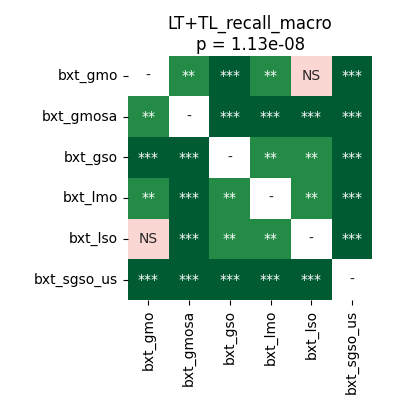 LT+TL_recall_macro
p = 1.13e-08
bxt_gmo - ** *** ** NS ***
bxt_gmosa ** - *** *** *** ***
bxt_gso *** *** - ** ** ***
bxt_lmo ** *** ** - ** ***
bxt_lso NS *** ** ** - ***
bxt_sgso_us *** *** *** *** *** -
bxt_gmo bxt_gmosa bxt_gso bxt_lmo bxt_lso bxt_sgso_us